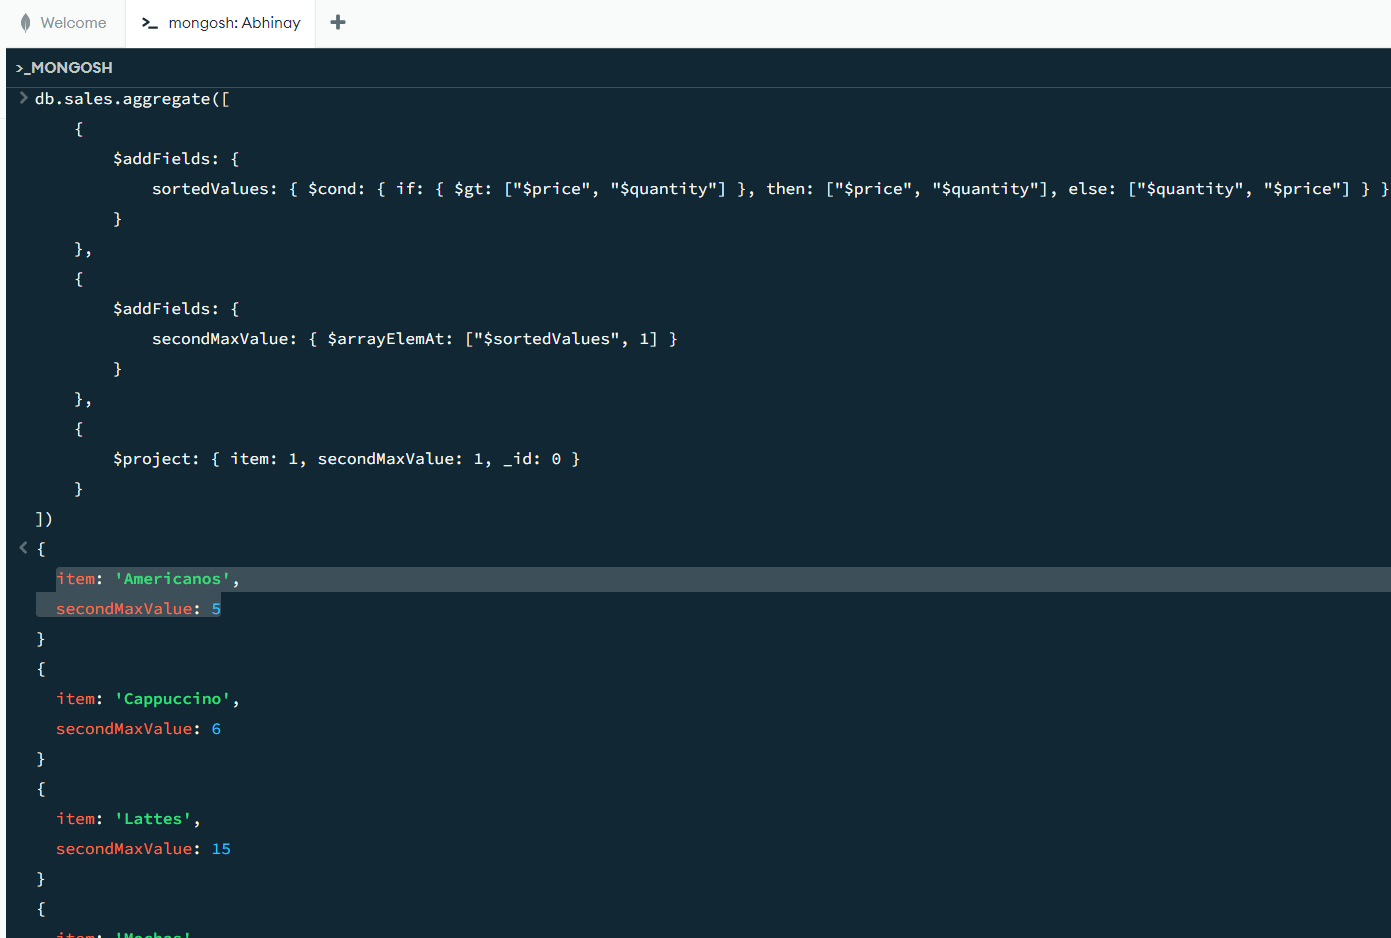 Welcome
>_ mongosh: Abhinay +
>_MONGOSH
> db.sales.aggregate([
{
$addFields: {
sortedValues: { $cond: { if: { $gt: ["$price", "$quantity"] }, then: ["$price", "$quantity"], else: ["$quantity", "$price"] } }
}
},
{
$addFields: {
secondMaxValue: { $arrayElemAt: ["$sortedValues", 1] }
}
},
{
$project: { item: 1, secondMaxValue: 1, _id: 0 }
}
])
< {
item: 'Americanos',
secondMaxValue: 5
}
{
item: 'Cappuccino',
secondMaxValue: 6
}
{
item: 'Lattes',
secondMaxValue: 15
}
{